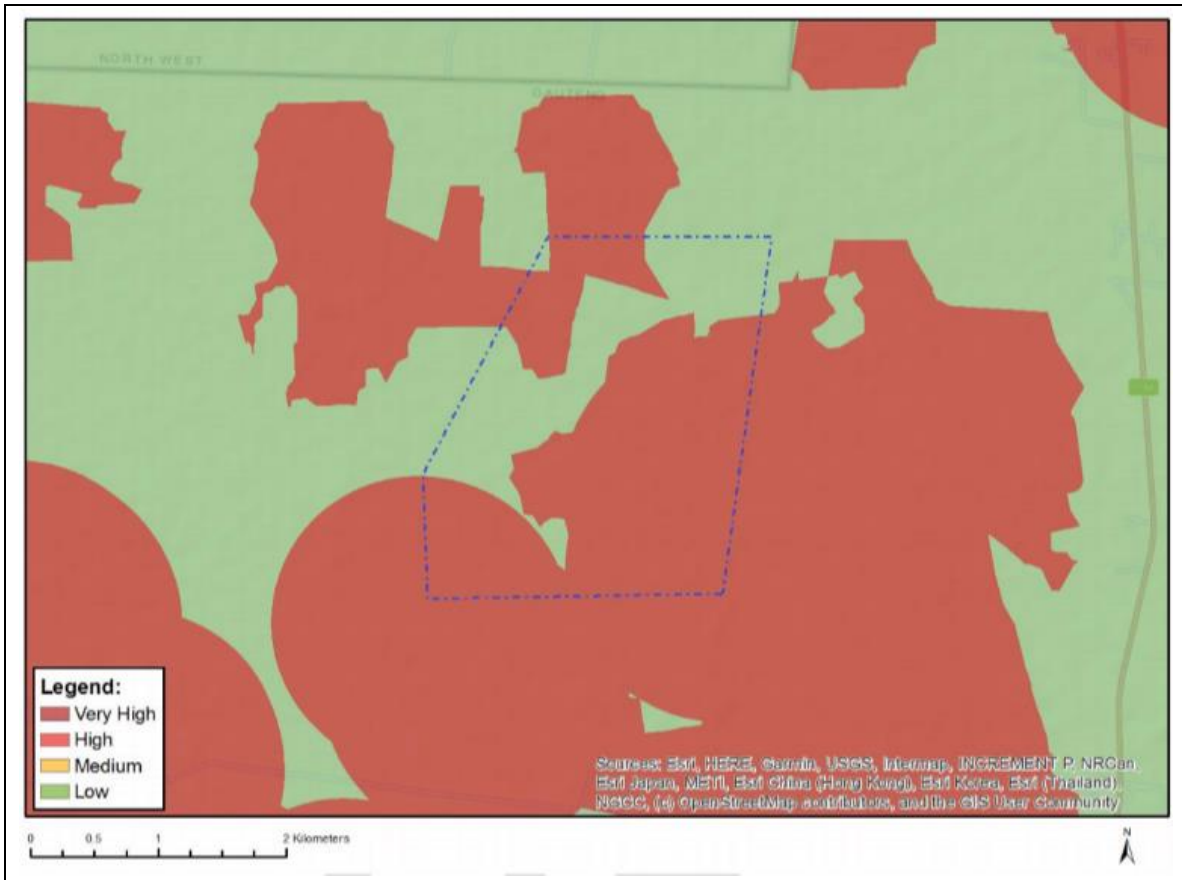 NORTH WEST
GAUTENG
Legend:
Very High
High
Medium
Low
Sources: Esri, HERE, Garmin, USGS, Intermap, INCREMENT P, NRCan,
Esri Japan, METI, Esri China (Hong Kong), Esri Korea, Esri (Thailand),
NGCC, (c) OpenStreetMap contributors, and the GIS User Community
0 0.5 1 2 Kilometers
N